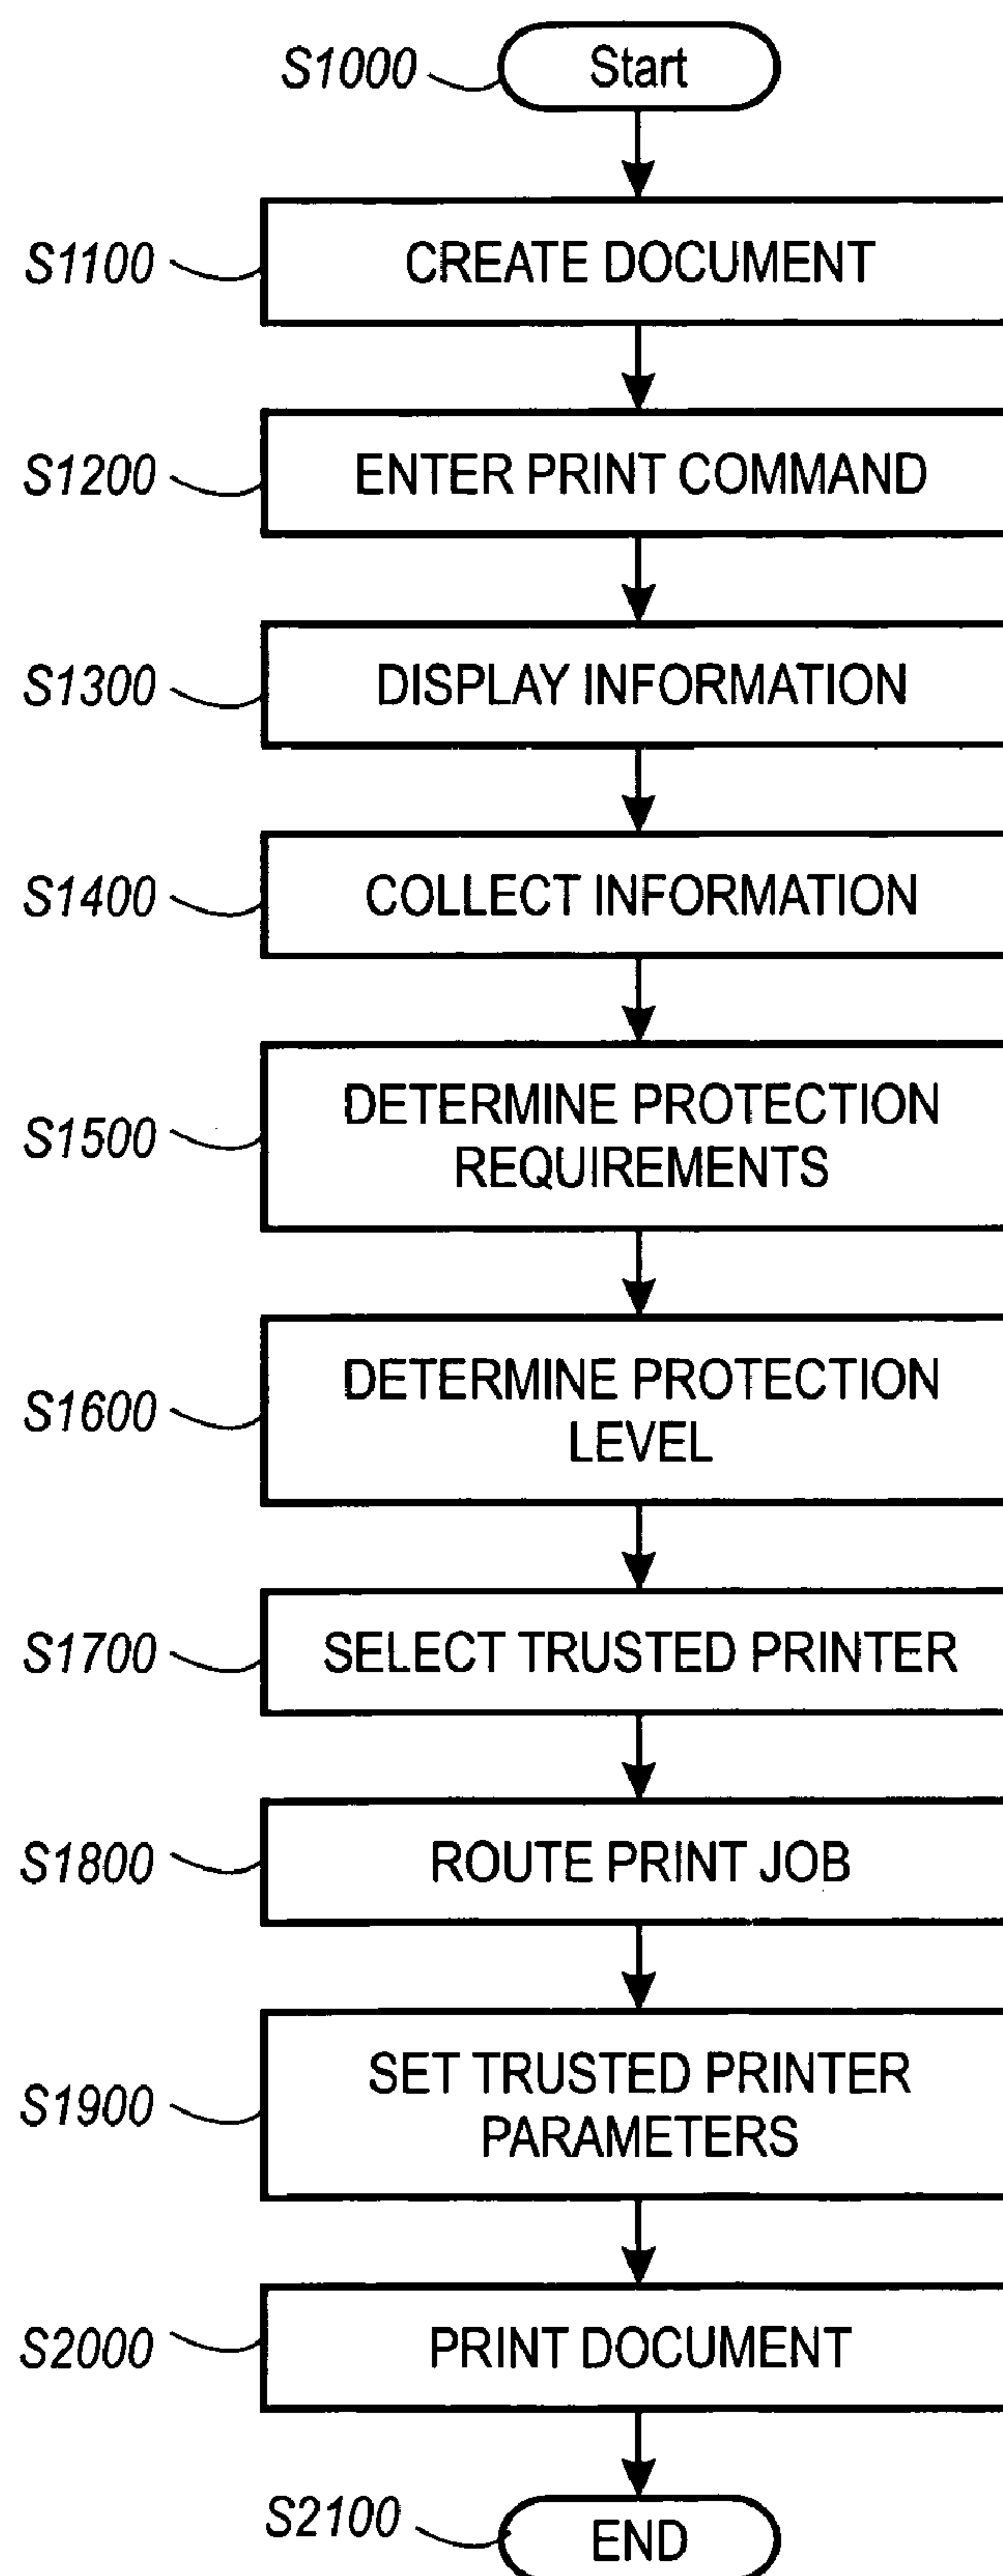 S1000 Start
S1100 CREATE DOCUMENT
S1200 ENTER PRINT COMMAND
S1300 DISPLAY INFORMATION
S1400 COLLECT INFORMATION
S1500 DETERMINE PROTECTION
REQUIREMENTS
S1600 DETERMINE PROTECTION
LEVEL
S1700 SELECT TRUSTED PRINTER
S1800 ROUTE PRINT JOB
S1900 SET TRUSTED PRINTER
PARAMETERS
S2000 PRINT DOCUMENT
S2100 END